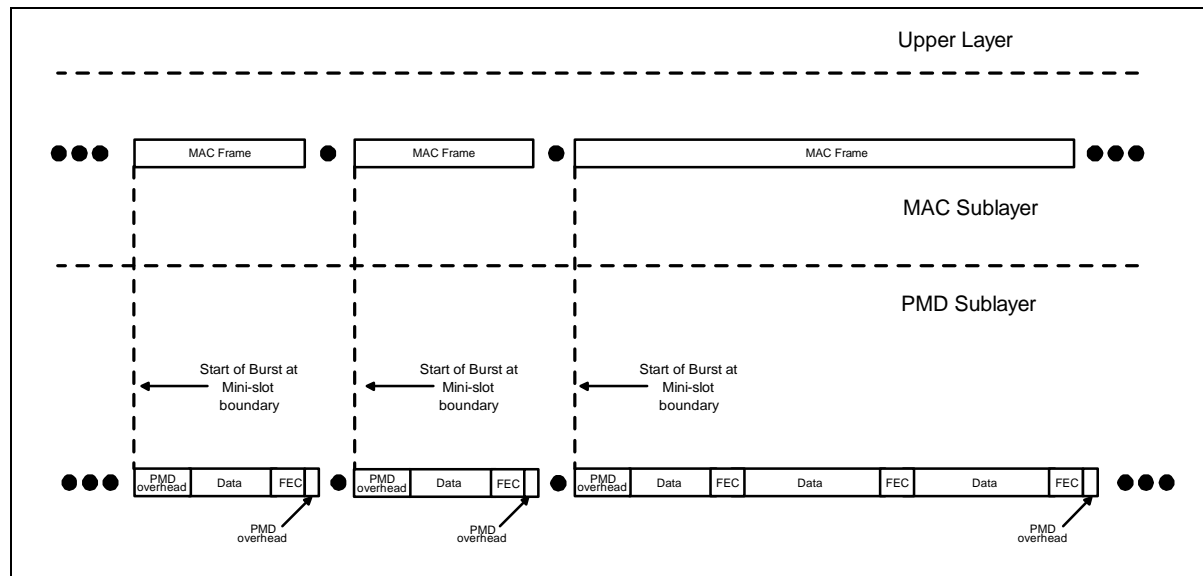 Upper Layer
MAC Frame
MAC Frame
MAC Frame
MAC Sublayer
PMD Sublayer
Start of Burst at
Mini-slot
boundary
Start of Burst at
Mini-slot
boundary
Start of Burst at
Mini-slot
boundary
PMD
overhead
Data
FEC
PMD
overhead
Data
FEC
PMD
overhead
Data
FEC
Data
FEC
Data
FEC
PMD
overhead
PMD
overhead
PMD
overhead